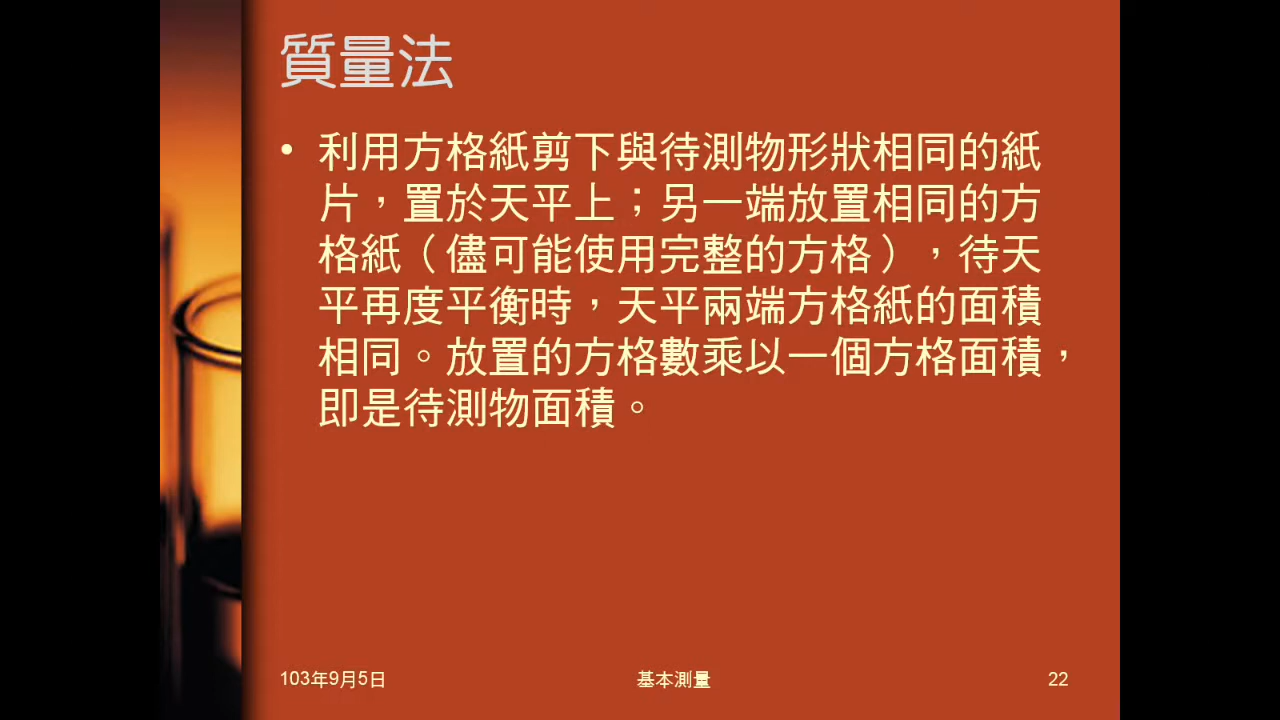 質量法
• 利用方格紙剪下與待測物形狀相同的紙
片，置於天平上；另一端放置相同的方
格紙（儘可能使用完整的方格），待天
平再度平衡時，天平兩端方格紙的面積
相同。放置的方格數乘以一個方格面積，
即是待測物面積。
103年9月5日
基本測量
22